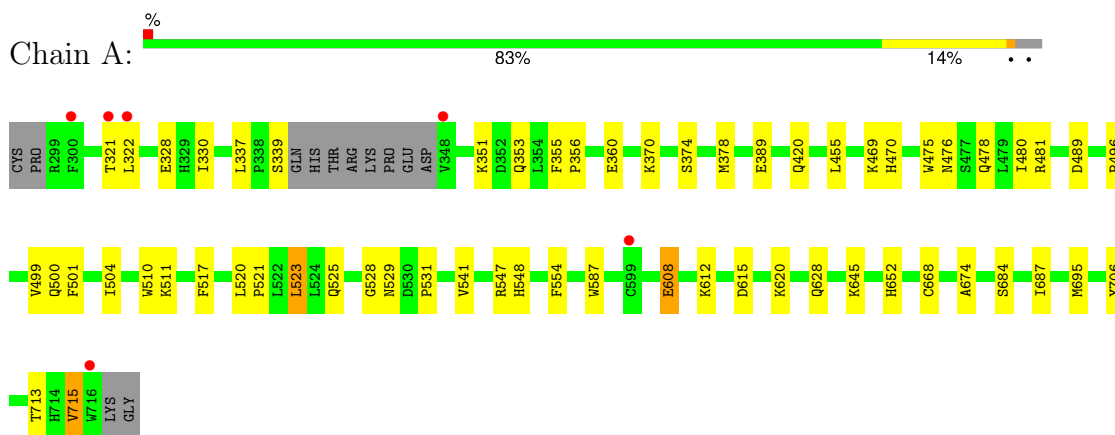 %
Chain A:
83% 14% • •
CYS PRO R299 F300 T321 L322 E328 H329 I330 L337 P338 S339 GLN HIS THR ARG LYS PRO GLU ASP V348 K351 D352 Q353 L354 F355 P356 E360 K370 S374 M378 E389 Q420 L455 K469 H470 W475 N476 S477 Q478 L479 I480 R481 D489
V499 Q500 F501 I504 W510 K511 F517 L520 P521 L522 L523 L524 Q525 G528 N529 D530 P531 V541 R547 H548 F554 W587 C599 E608 K612 D615 K620 Q628 K645 H652 C668 A674 S684 I687 M695
T713 H714 V715 W716 LYS GLY